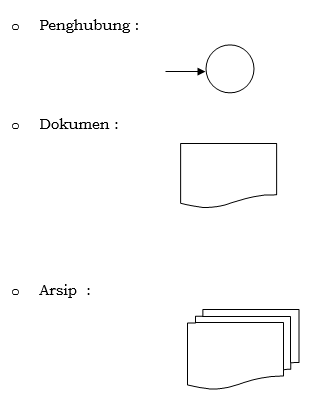 o Penghubung :
o Dokumen :
o Arsip :